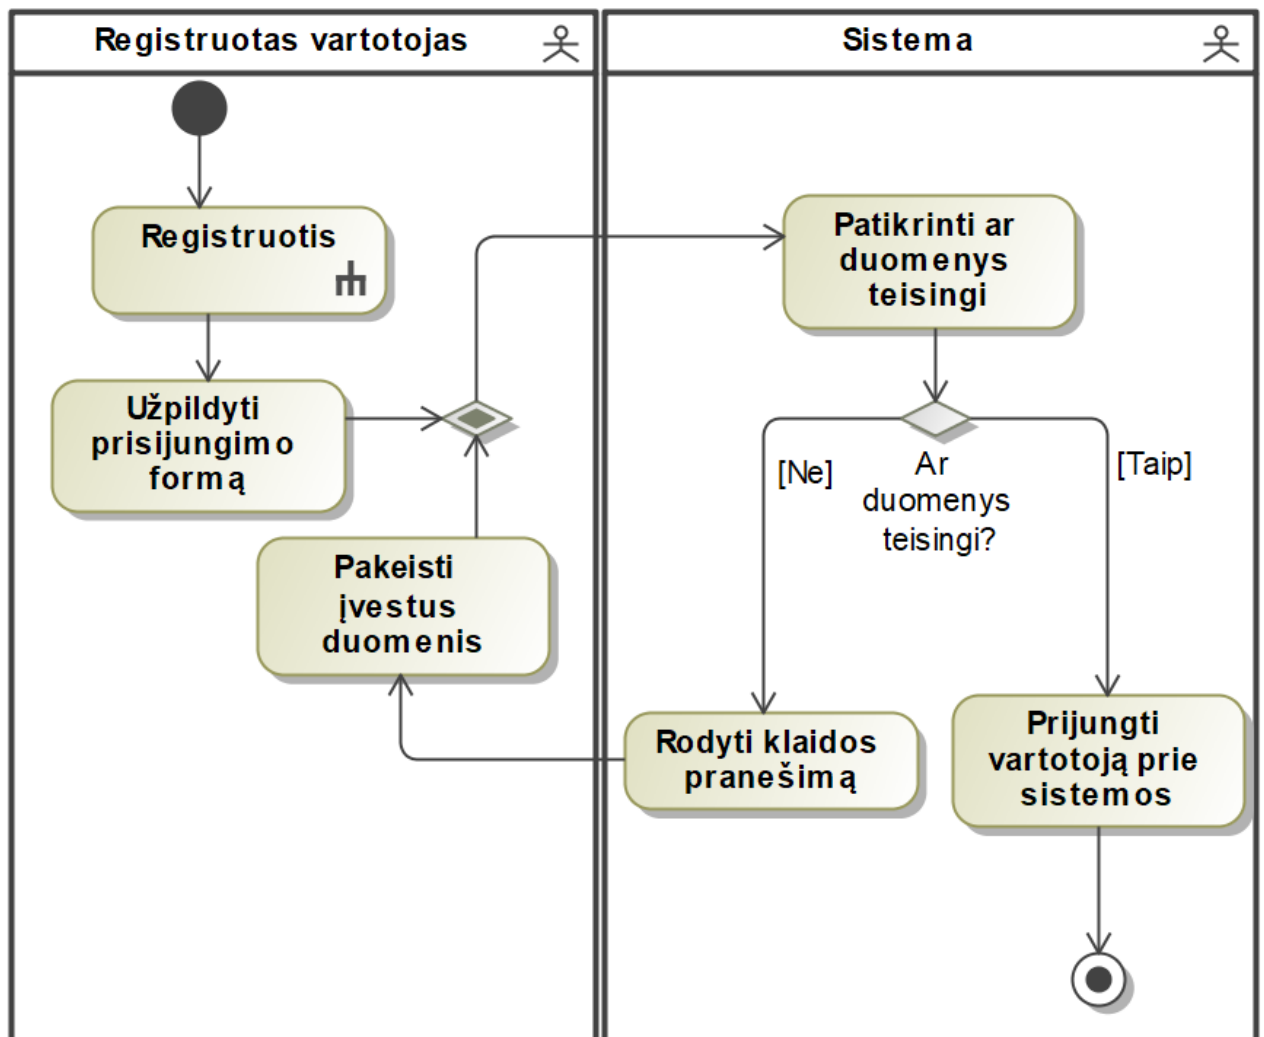 Registruotas vartotojas
Sistema
Registruotis
Užpildyti
prisijungimo
formą
Pakeisti
įvestus
duomenis
Patikrinti ar
duomenys
teisingi
[Ne]
Ar
duomenys
teisingi?
[Taip]
Rodyti klaidos
pranešimą
Prijungti
vartotoją prie
sistemos